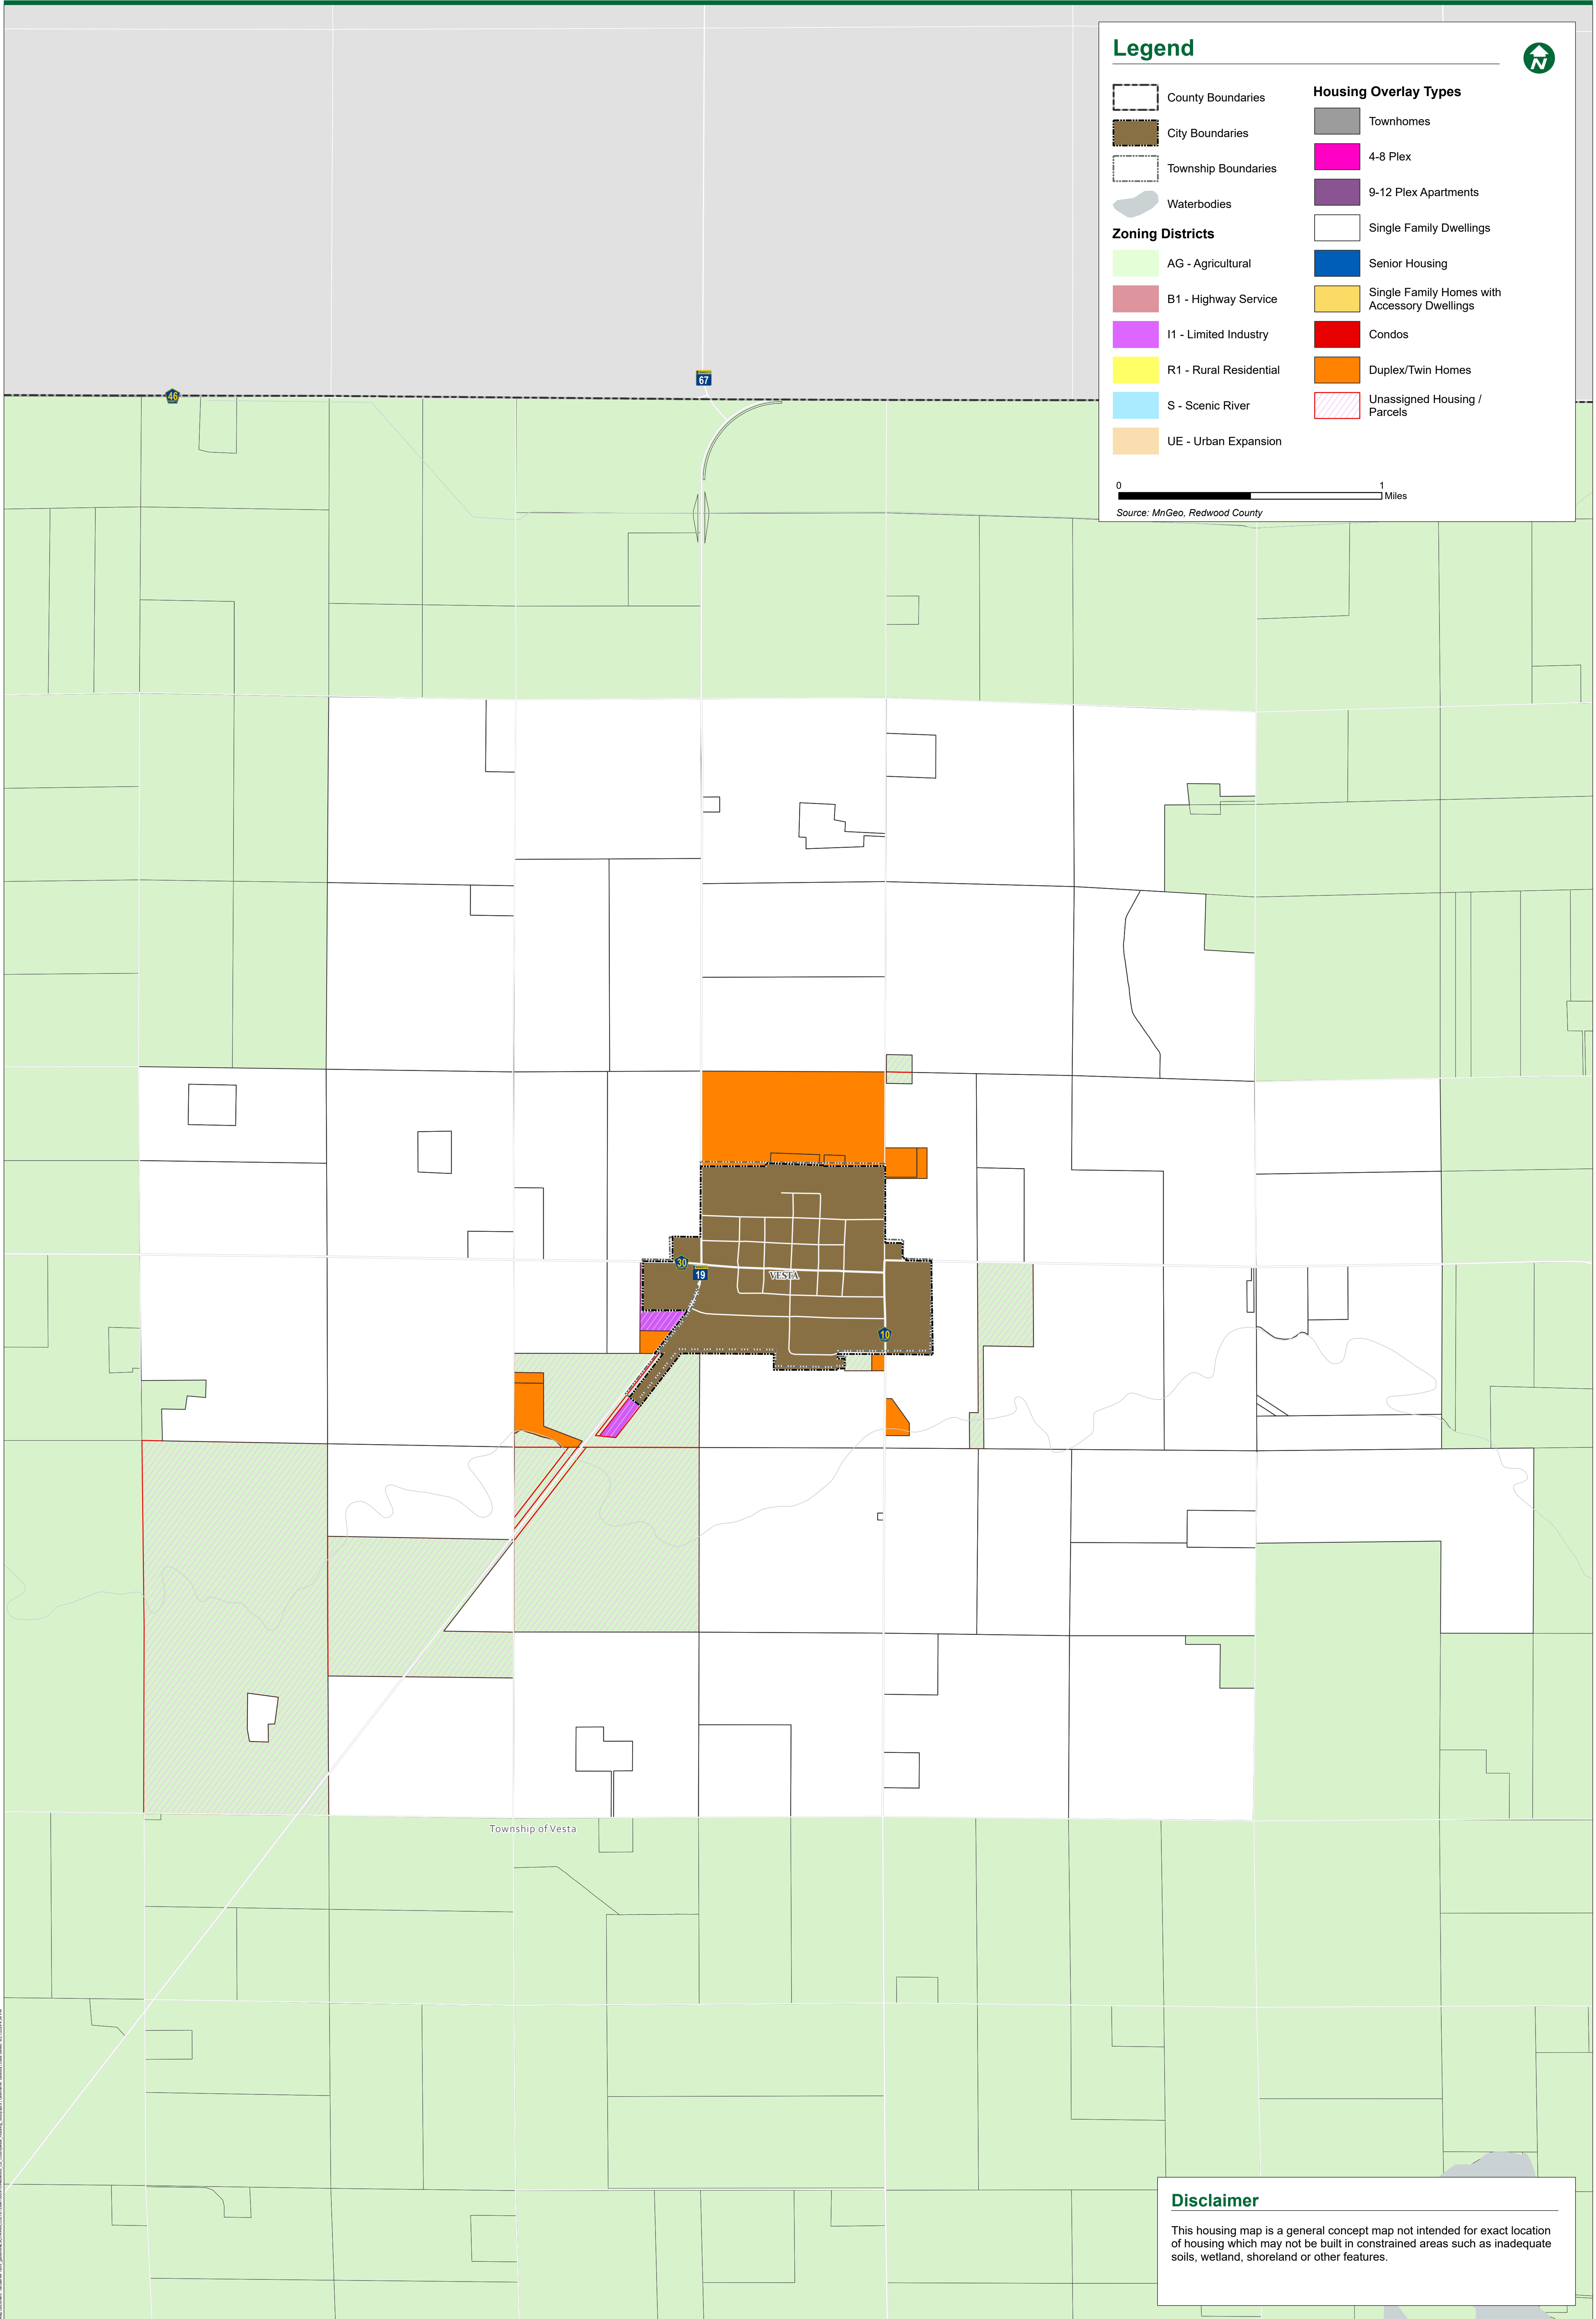 Legend
N
County Boundaries
City Boundaries
Township Boundaries
Waterbodies
Zoning Districts
AG - Agricultural
B1 - Highway Service
I1 - Limited Industry
R1 - Rural Residential
S - Scenic River
UE - Urban Expansion
Housing Overlay Types
Townhomes
4-8 Plex
9-12 Plex Apartments
Single Family Dwellings
Senior Housing
Single Family Homes with
Accessory Dwellings
Condos
Duplex/Twin Homes
Unassigned Housing /
Parcels
0 1
Miles
Source: MnGeo, Redwood County
67
46
30
19
VESTA
10
Township of Vesta
Disclaimer
This housing map is a general concept map not intended for exact location
of housing which may not be built in constrained areas such as inadequate
soils, wetland, shoreland or other features.